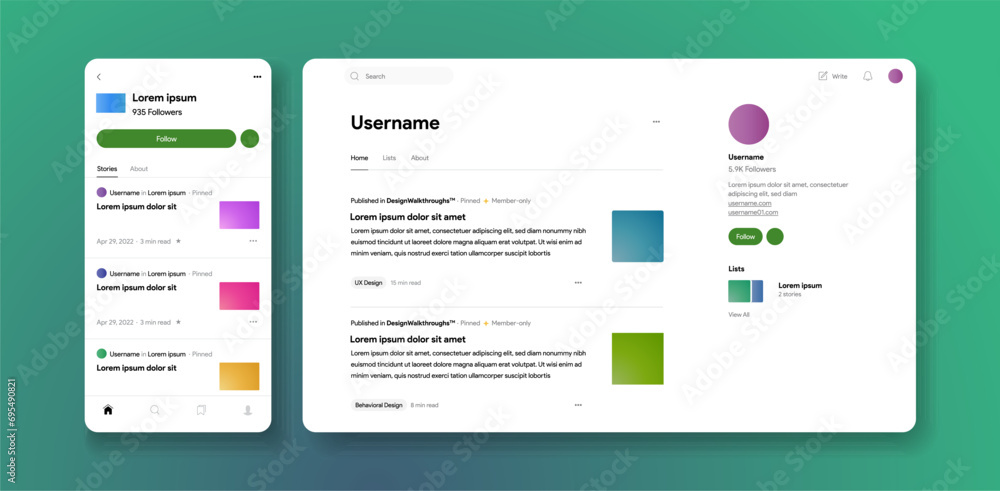 Lorem ipsum
935 Followers
Follow
Stories About
Username in Lorem ipsum · Pinned
Lorem ipsum dolor sit
Apr 29, 2022 · 3 min read ★
Username in Lorem ipsum · Pinned
Lorem ipsum dolor sit
Apr 29, 2022 · 3 min read ★
Username in Lorem ipsum · Pinned
Lorem ipsum dolor sit
Search
Write
Username
Home Lists About
Published in DesignWalkthroughs™ · Pinned Member-only
Lorem ipsum dolor sit amet
Lorem ipsum dolor sit amet, consectetuer adipiscing elit, sed diam nonummy nibh
euismod tincidunt ut laoreet dolore magna aliquam erat volutpat. Ut wisi enim ad
minim veniam, quis nostrud exerci tation ullamcorper suscipit lobortis
UX Design 15 min read
Published in DesignWalkthroughs™ · Pinned Member-only
Lorem ipsum dolor sit amet
Lorem ipsum dolor sit amet, consectetuer adipiscing elit, sed diam nonummy nibh
euismod tincidunt ut laoreet dolore magna aliquam erat volutpat. Ut wisi enim ad
minim veniam, quis nostrud exerci tation ullamcorper suscipit lobortis
Behavioral Design 8 min read
Username
5.9K Followers
Lorem ipsum dolor sit amet, consectetuer
adipiscing elit, sed diam
username.com
username01.com
Follow
Lists
Lorem ipsum
2 stories
View All
Adobe Stock | #695490821
Adobe Stock